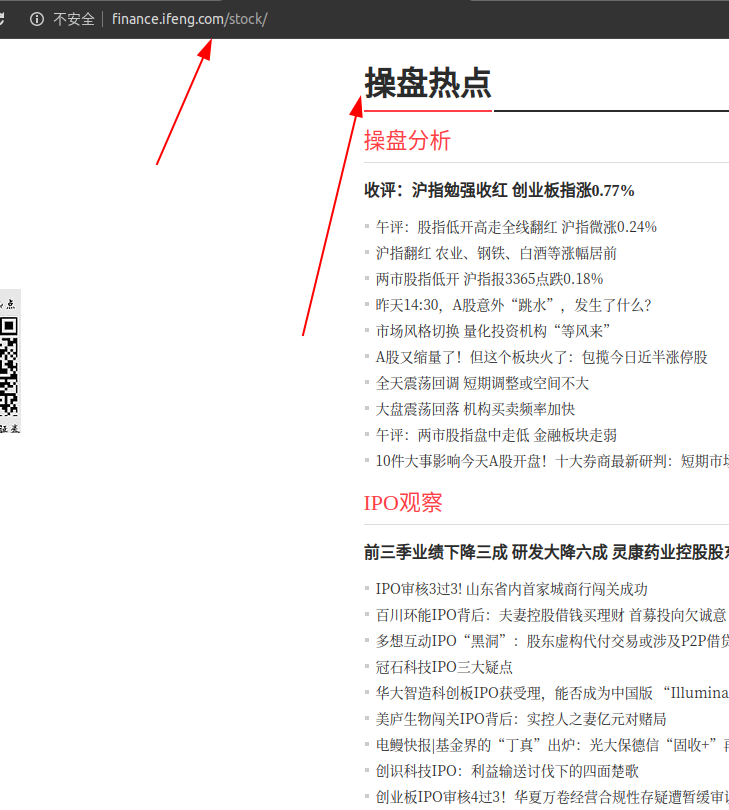 不安全 finance.ifeng.com/stock/
操盘热点
操盘分析
收评：沪指勉强收红 创业板指涨0.77%
午评：股指低开高走全线翻红 沪指微涨0.24%
沪指翻红 农业、钢铁、白酒等涨幅居前
两市股指低开 沪指报3365点跌0.18%
昨天14:30，A股意外“跳水”，发生了什么？
市场风格切换 量化投资机构“等风来”
A股又缩量了！但这个板块火了：包揽今日近半涨停股
全天震荡回调 短期调整或空间不大
大盘震荡回落 机构买卖频率加快
午评：两市股指盘中走低 金融板块走弱
10件大事影响今天A股开盘！十大券商最新研判：短期市
IPO观察
前三季业绩下降三成 研发大降六成 灵康药业控股股
IPO审核3过3! 山东省内首家城商行闯关成功
百川环能IPO背后：夫妻控股借钱买理财 首募投向欠诚意
多想互动IPO“黑洞”：股东虚构代付交易或涉及P2P借
冠石科技IPO三大疑点
华大智造科创板IPO获受理，能否成为中国版 “Illumina
美庐生物闯关IPO背后：实控人之妻亿元对赌局
电鳗快报|基金界的“丁真”出炉：光大保德信“固收+”
创识科技IPO：利益输送讨伐下的四面楚歌
创业板IPO审核4过3！华夏万卷经营合规性存疑遭暂缓审
点
证券